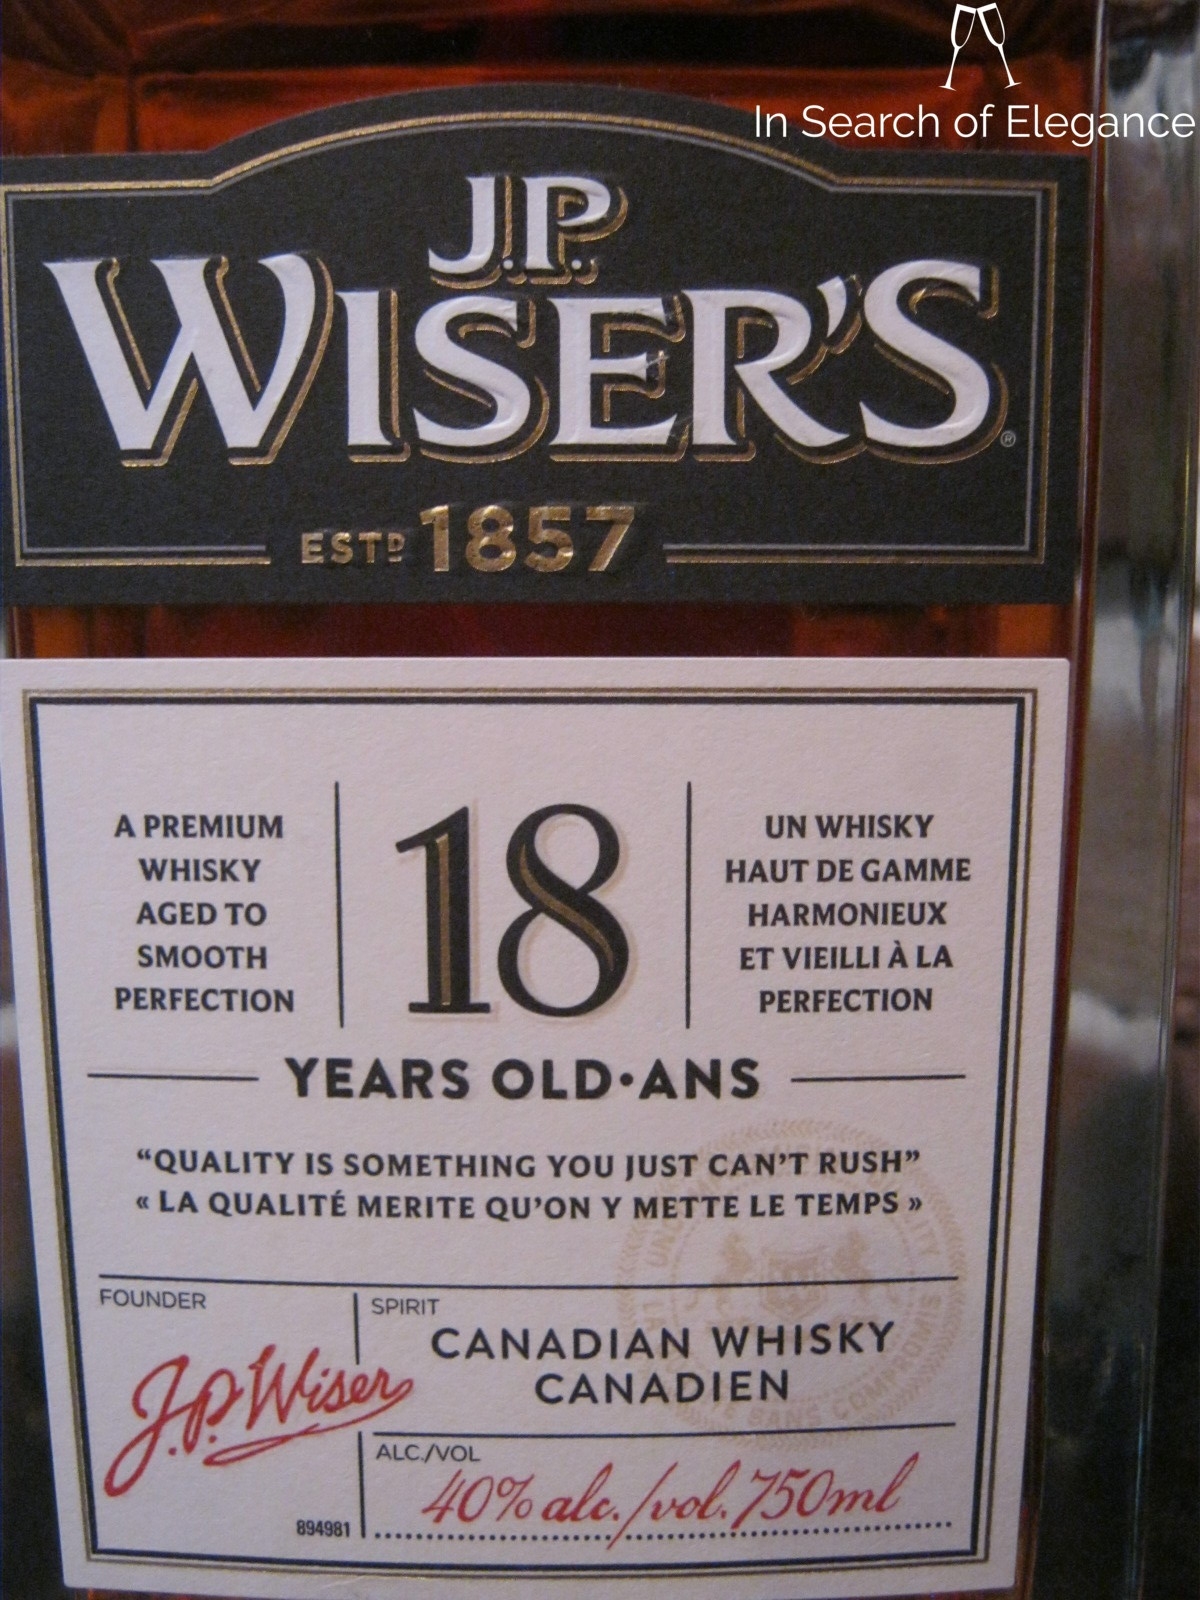 In Search of Elegance
J.P.
WISER'S®
ESTD 1857
A PREMIUM
WHISKY
AGED TO
SMOOTH
PERFECTION
18
UN WHISKY
HAUT DE GAMME
HARMONIEUX
ET VIEILLI À LA
PERFECTION
YEARS OLD•ANS
“QUALITY IS SOMETHING YOU JUST CAN'T RUSH”
« LA QUALITÉ MERITE QU'ON Y METTE LE TEMPS »
FOUNDER
J.P. Wiser
894981
SPIRIT
CANADIAN WHISKY
CANADIEN
ALC./VOL
40% alc./vol. 750ml
SANS COMPROMIS